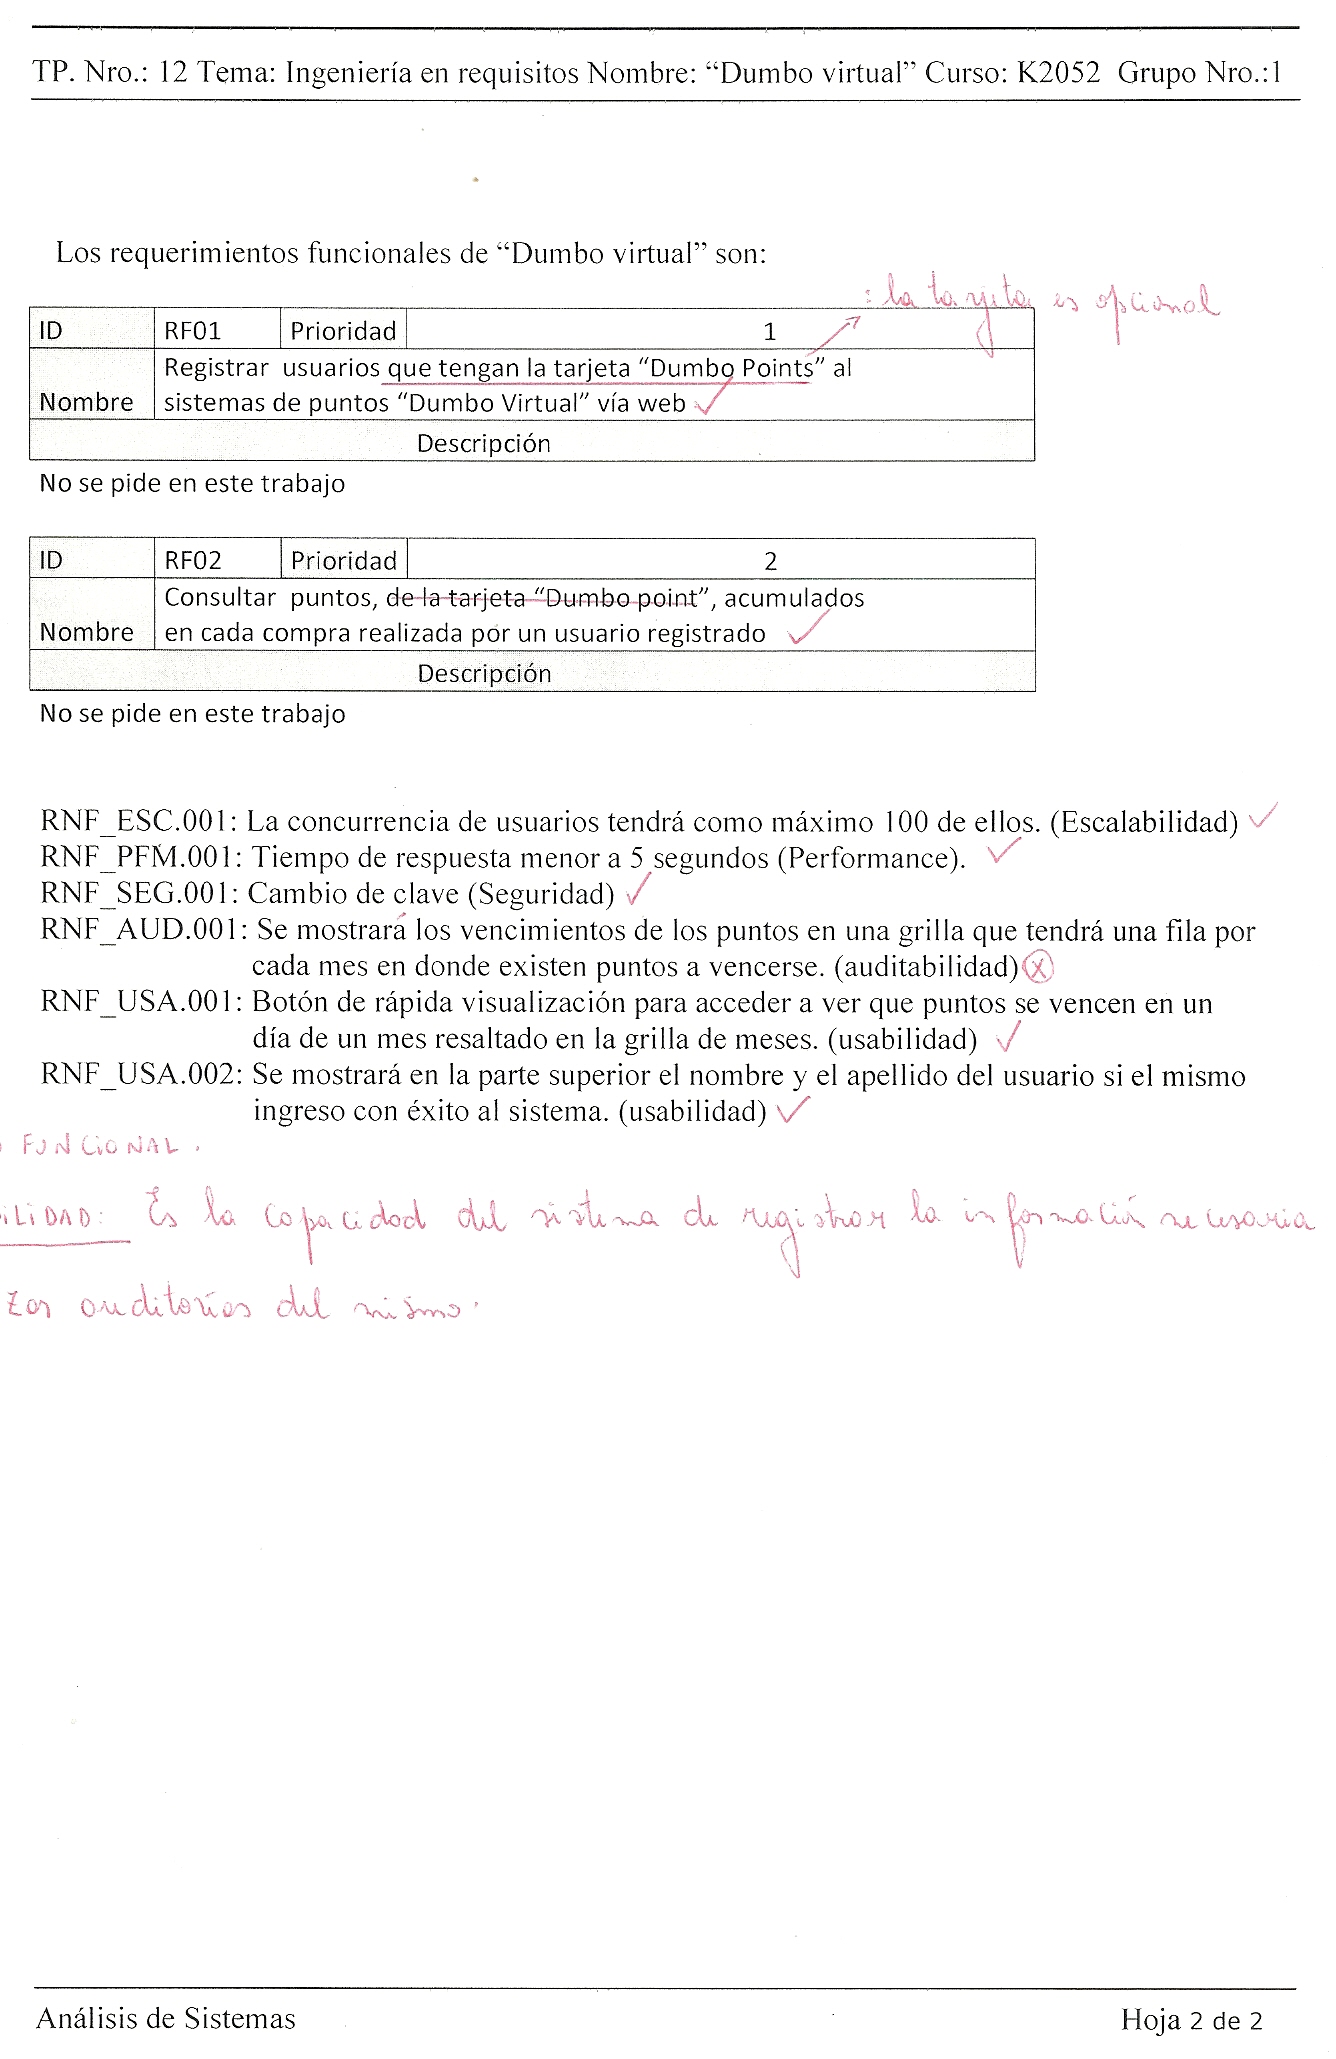 TP. Nro.: 12 Tema: Ingeniería en requisitos Nombre: “Dumbo virtual” Curso: K2052 Grupo Nro.:1
Los requerimientos funcionales de “Dumbo virtual” son:
: la tarjeta es opcional
ID RF01 Prioridad 1
Registrar usuarios que tengan la tarjeta “Dumbo Points” al
Nombre sistemas de puntos “Dumbo Virtual” vía web
Descripción
No se pide en este trabajo
ID RF02 Prioridad 2
Consultar puntos, de la tarjeta “Dumbo point”, acumulados
Nombre en cada compra realizada por un usuario registrado
Descripción
No se pide en este trabajo
RNF_ESC.001: La concurrencia de usuarios tendrá como máximo 100 de ellos. (Escalabilidad)
RNF_PFM.001: Tiempo de respuesta menor a 5 segundos (Performance).
RNF_SEG.001: Cambio de clave (Seguridad)
RNF_AUD.001: Se mostrará los vencimientos de los puntos en una grilla que tendrá una fila por
cada mes en donde existen puntos a vencerse. (auditabilidad)
RNF_USA.001: Botón de rápida visualización para acceder a ver que puntos se vencen en un
día de un mes resaltado en la grilla de meses. (usabilidad)
RNF_USA.002: Se mostrará en la parte superior el nombre y el apellido del usuario si el mismo
ingreso con éxito al sistema. (usabilidad)
FUNCIONAL.
iLiDAD: Es la capacidad del sistema de registrar la información necesaria
zar auditorías del mismo.
Análisis de Sistemas Hoja 2 de 2